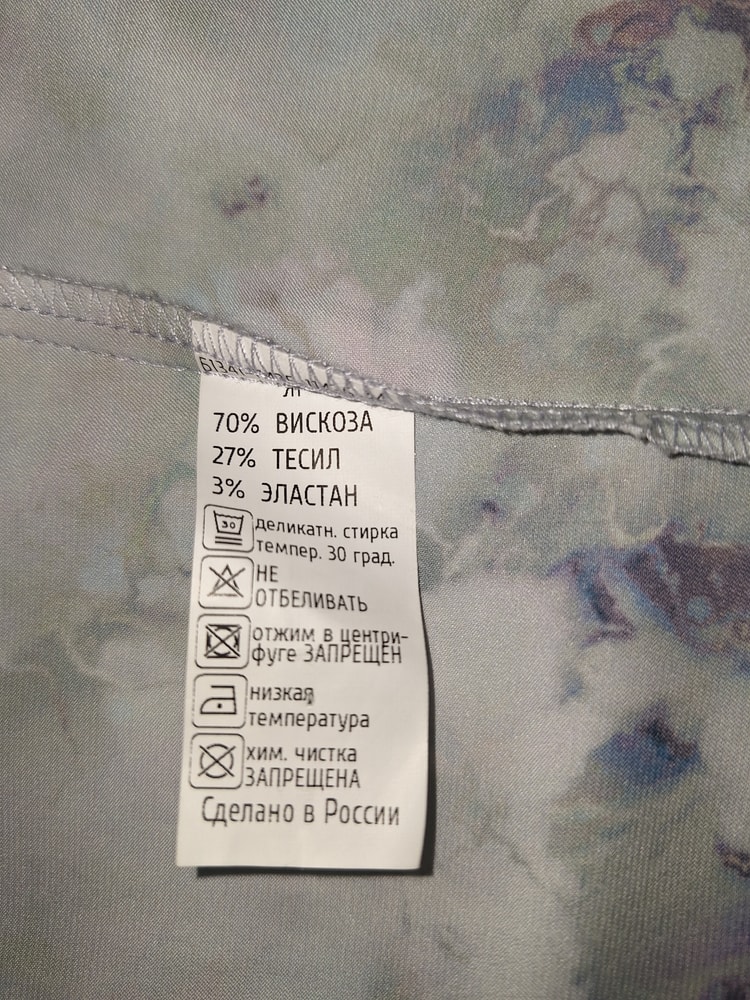 70% ВИСКОЗА
27% ТЕСИЛ
3% ЭЛАСТАН
30 деликатн. стирка
темпер. 30 град.
НЕ
ОТБЕЛИВАТЬ
отжим в центри-
фуге ЗАПРЕЩЕН
низкая
температура
хим. чистка
ЗАПРЕЩЕНА
Сделано в России